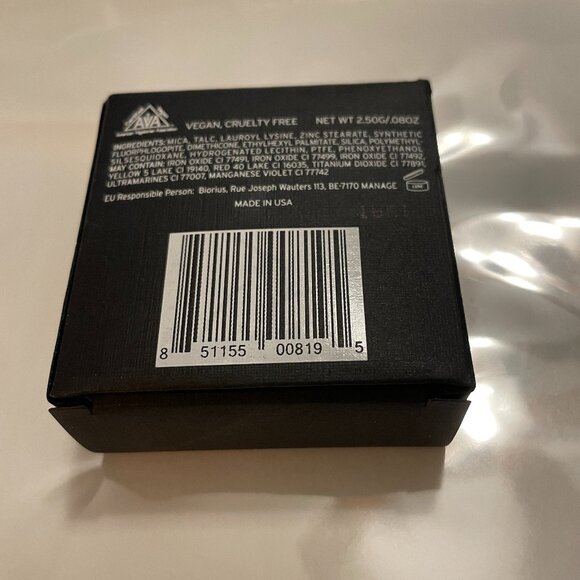 AVA
VEGAN, CRUELTY FREE NET WT 2.50G/.08OZ
INGREDIENTS: MICA, TALC, LAUROYL LYSINE, ZINC STEARATE, SYNTHETIC
FLUORPHLOGOPITE, DIMETHICONE, ETHYLHEXYL PALMITATE, SILICA, POLYMETHYL-
SILSESQUIOXANE, HYDROGENATED LECITHIN, PTFE, PHENOXYETHANOL
MAY CONTAIN: IRON OXIDE CI 77491, IRON OXIDE CI 77499, IRON OXIDE CI 77492,
YELLOW 5 LAKE CI 19140, RED 40 LAKE CI 16035, TITANIUM DIOXIDE CI 77891,
ULTRAMARINES CI 77007, MANGANESE VIOLET CI 77742
EU Responsible Person: Biorius, Rue Joseph Wauters 113, BE-7170 MANAGE
MADE IN USA
8 51155 00819 5